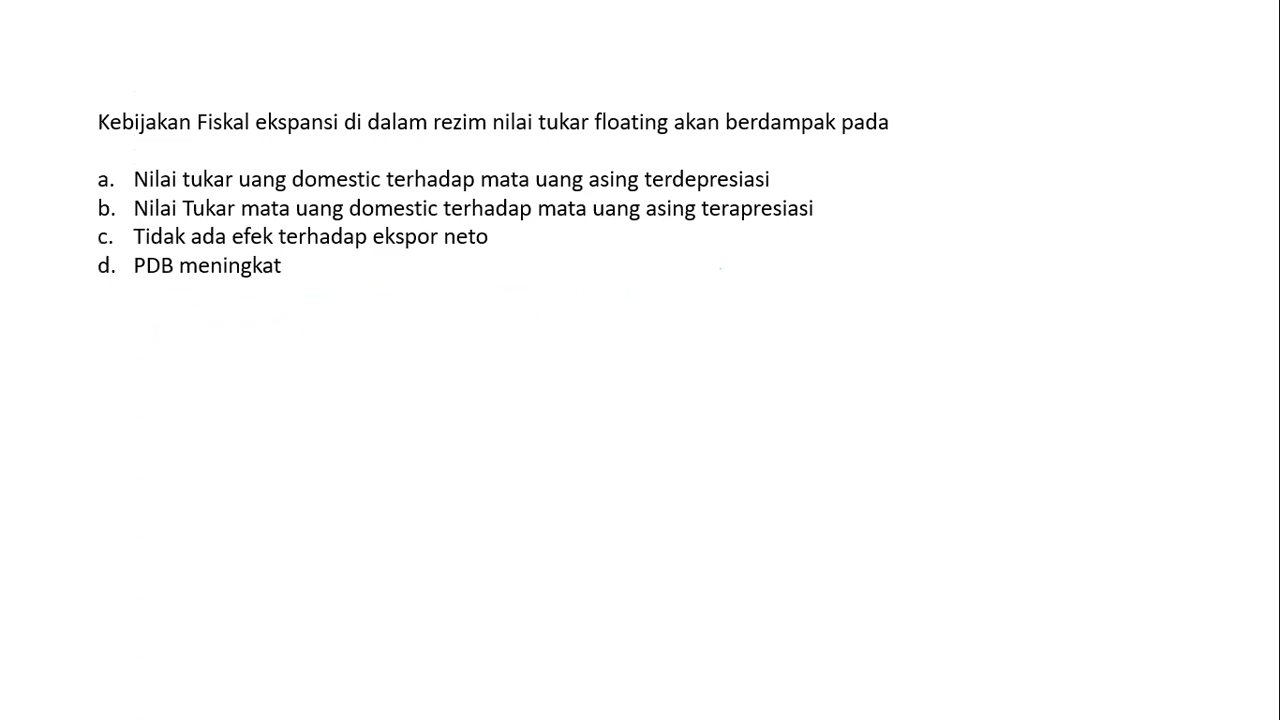 Kebijakan Fiskal ekspansi di dalam rezim nilai tukar floating akan berdampak pada
a. Nilai tukar uang domestic terhadap mata uang asing terdepresiasi
b. Nilai Tukar mata uang domestic terhadap mata uang asing terapresiasi
c. Tidak ada efek terhadap ekspor neto
d. PDB meningkat